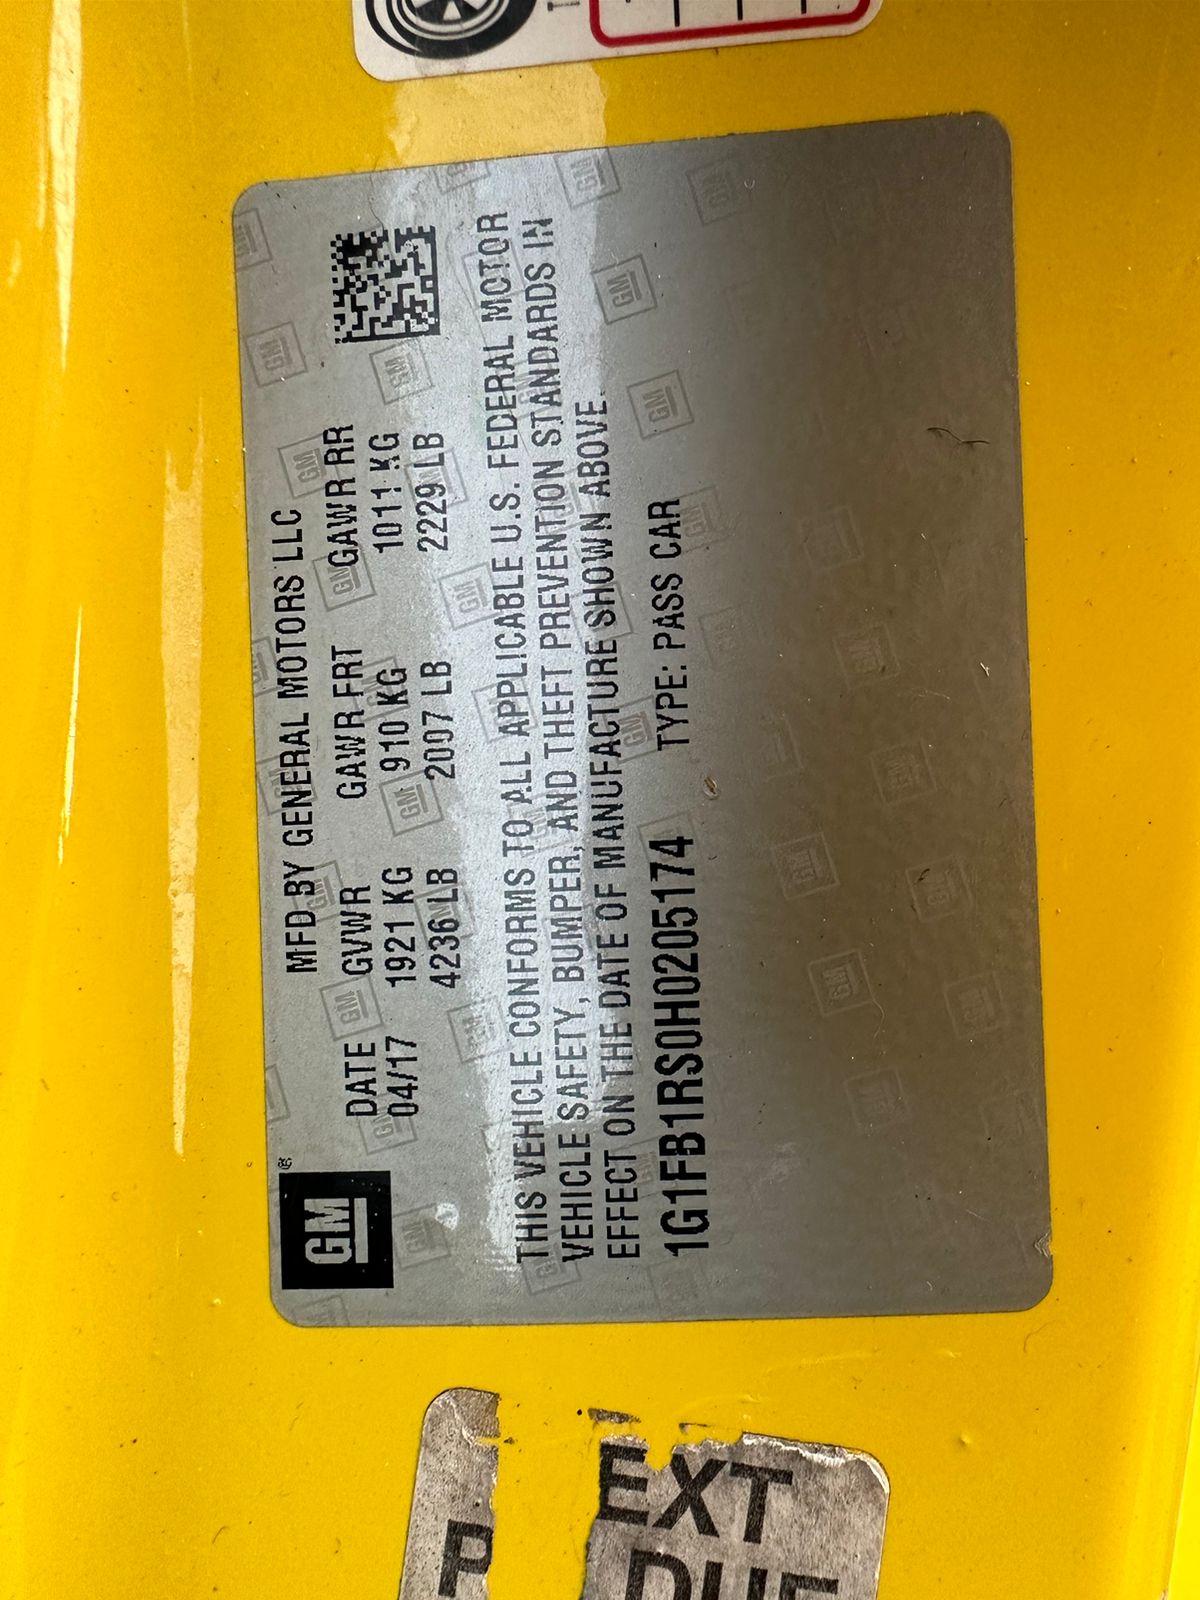 GM
MFD BY GENERAL MOTORS LLC
DATE GVWR GAWR FRT GAWR RR
04/17 1921 KG 910 KG 1011 KG
4236 LB 2007 LB 2229 LB
THIS VEHICLE CONFORMS TO ALL APPLICABLE U.S. FEDERAL MOTOR
VEHICLE SAFETY, BUMPER, AND THEFT PREVENTION STANDARDS IN
EFFECT ON THE DATE OF MANUFACTURE SHOWN ABOVE.
1G1FB1RS0H0205174 TYPE: PASS CAR
EXT
DUE